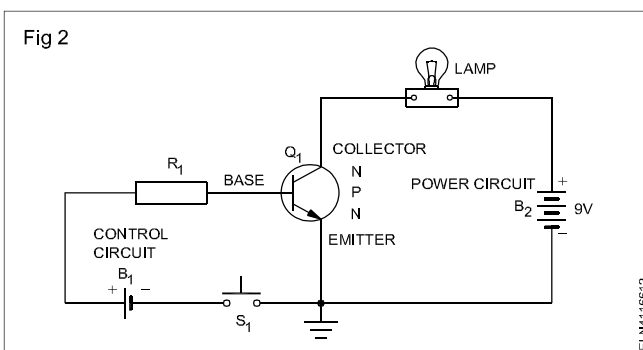 Fig 2
LAMP
Q1
COLLECTOR
R1
BASE
N
P
N
POWER CIRCUIT
+
B2
9V
−
EMITTER
CONTROL
CIRCUIT
B1
+ −
S1